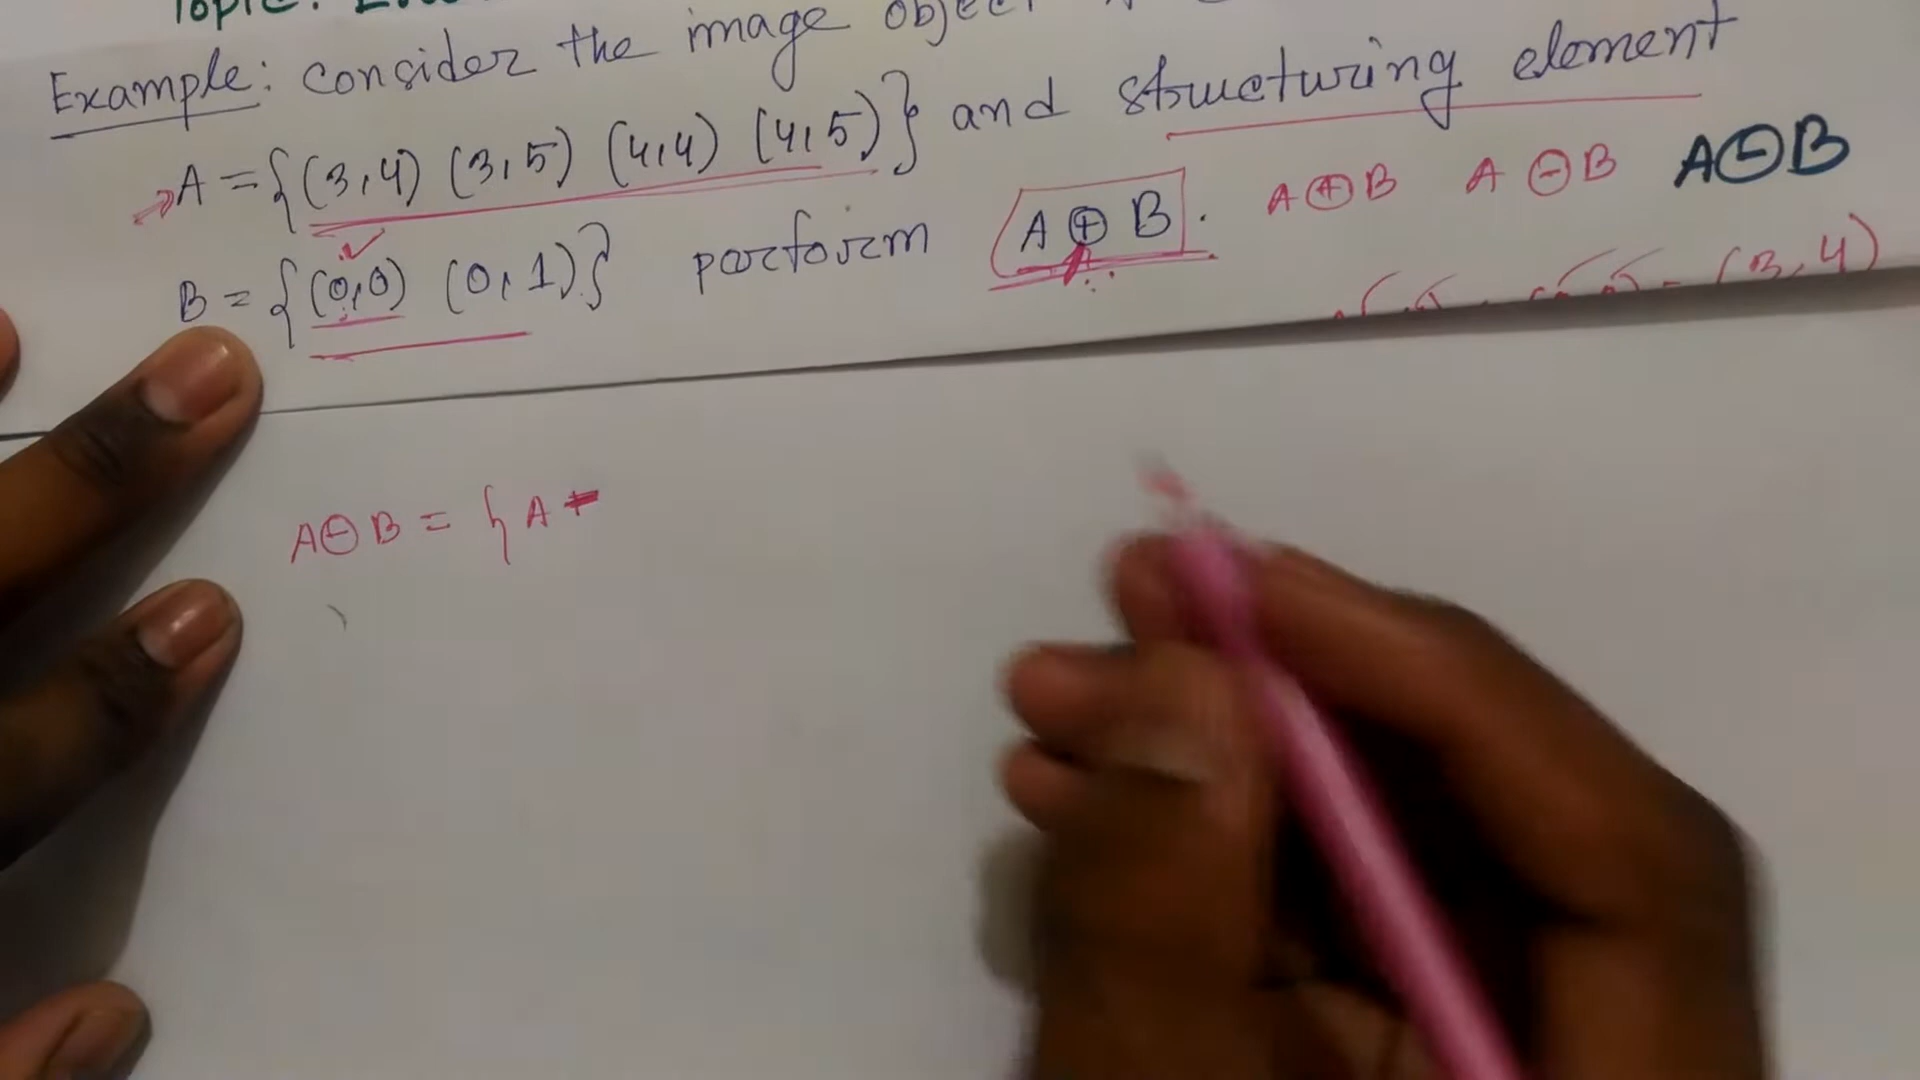 Topic:
Example: Consider the image object
A = {(3,4) (3,5) (4,4) (4,5)} and structuring element
B = {(0,0) (0,1)} perform A ⊕ B. A ⊕ B A ⊖ B A ⊖ B
(3,4)
A ⊖ B = { A -